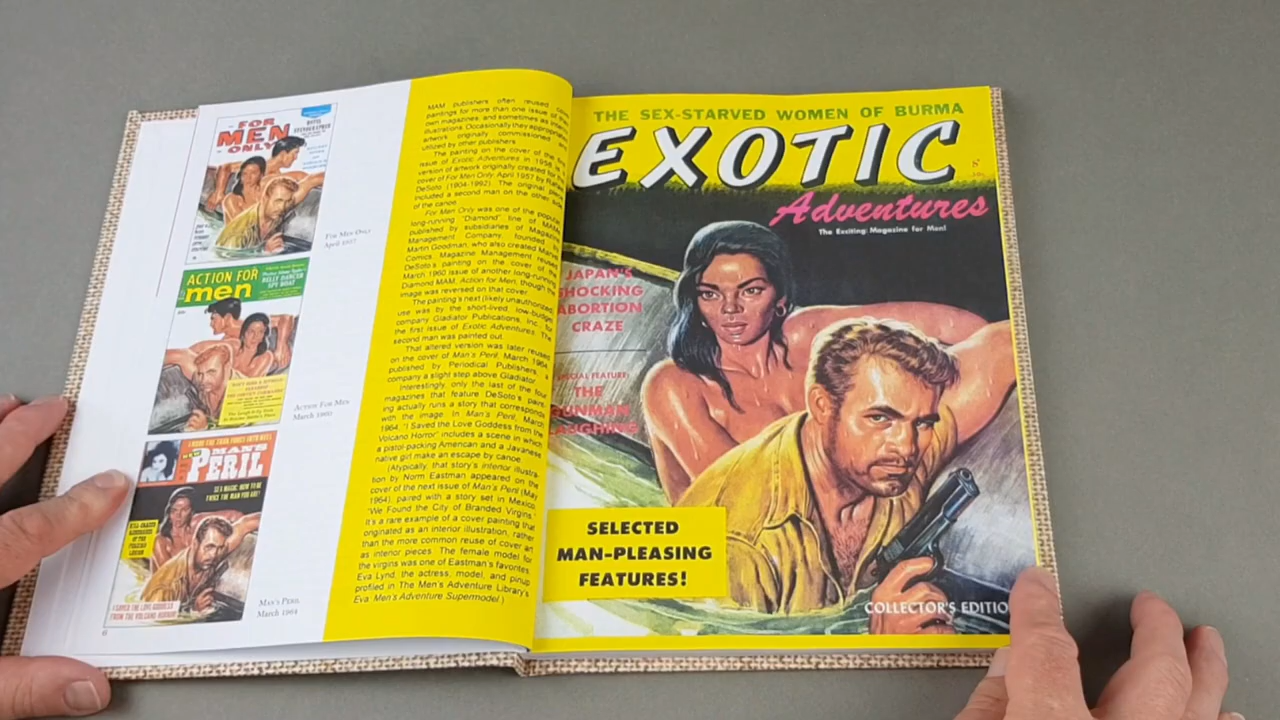 FOR
MEN
ONLY
For Men Only
April 1957
ACTION FOR
men
BELLY DANCER
SPY BOAT
Action For Men
March 1960
MAN'S
PERIL
SEX MAGIC: HOW TO BE
TWICE THE MAN YOU ARE!
I SAVED THE LOVE GODDESS
FROM THE VOLCANO HORROR
Man's Peril
March 1964
6
MAM publishers often reused
paintings for more than one issue of
own magazines, and sometimes as
illustrations. Occasionally they appropriated
artwork originally commissioned
utilized by other publishers.
The painting on the cover of the
issue of Exotic Adventures in 1958 is
version of artwork originally created for
cover of For Men Only, April 1957 by
DeSoto (1904-1992). The original
included a second man on the other
of the canoe.
For Men Only was one of the popular,
long-running "Diamond" line of MAMs
published by subsidiaries of Magazine
Management Company, founded
Martin Goodman, who also created Marvel
Comics. Magazine Management reused
DeSoto's painting on the cover of the
March 1960 issue of another long-running
Diamond MAM, Action for Men, though the
image was reversed on that cover.
The painting's next (likely unauthorized)
use was by the short-lived, low-budget
company Gladiator Publications, Inc., for
the first issue of Exotic Adventures. The
second man was painted out.
That altered version was later reused
on the cover of Man's Peril, March 1964,
published by Periodical Publishers,
company a slight step above Gladiator.
Interestingly, only the last of the four
magazines that feature DeSoto's paint-
ing actually runs a story that corresponds
with the image. In Man's Peril, March
1964, "I Saved the Love Goddess from the
Volcano Horror" includes a scene in which
a pistol-packing American and a Javanese
native girl make an escape by canoe.
(Atypically, that story's interior illustra-
tion by Norm Eastman appeared on the
cover of the next issue of Man's Peril (May
1964), paired with a story set in Mexico,
"We Found the City of Branded Virgins."
It's a rare example of a cover painting that
originated as an interior illustration, rather
than the more common reuse of cover art
as interior pieces. The female model for
the virgins was one of Eastman's favorites,
Eva Lynd, the actress, model, and pinup
profiled in The Men's Adventure Library's
Eva: Men's Adventure Supermodel.)
THE SEX-STARVED WOMEN OF BURMA
EXOTIC
Adventures
The Exciting Magazine for Men!
JAPAN'S
SHOCKING
ABORTION
CRAZE
SPECIAL FEATURE:
THE
GUNMAN
LAUGHING
SELECTED
MAN-PLEASING
FEATURES!
COLLECTOR'S EDITIO